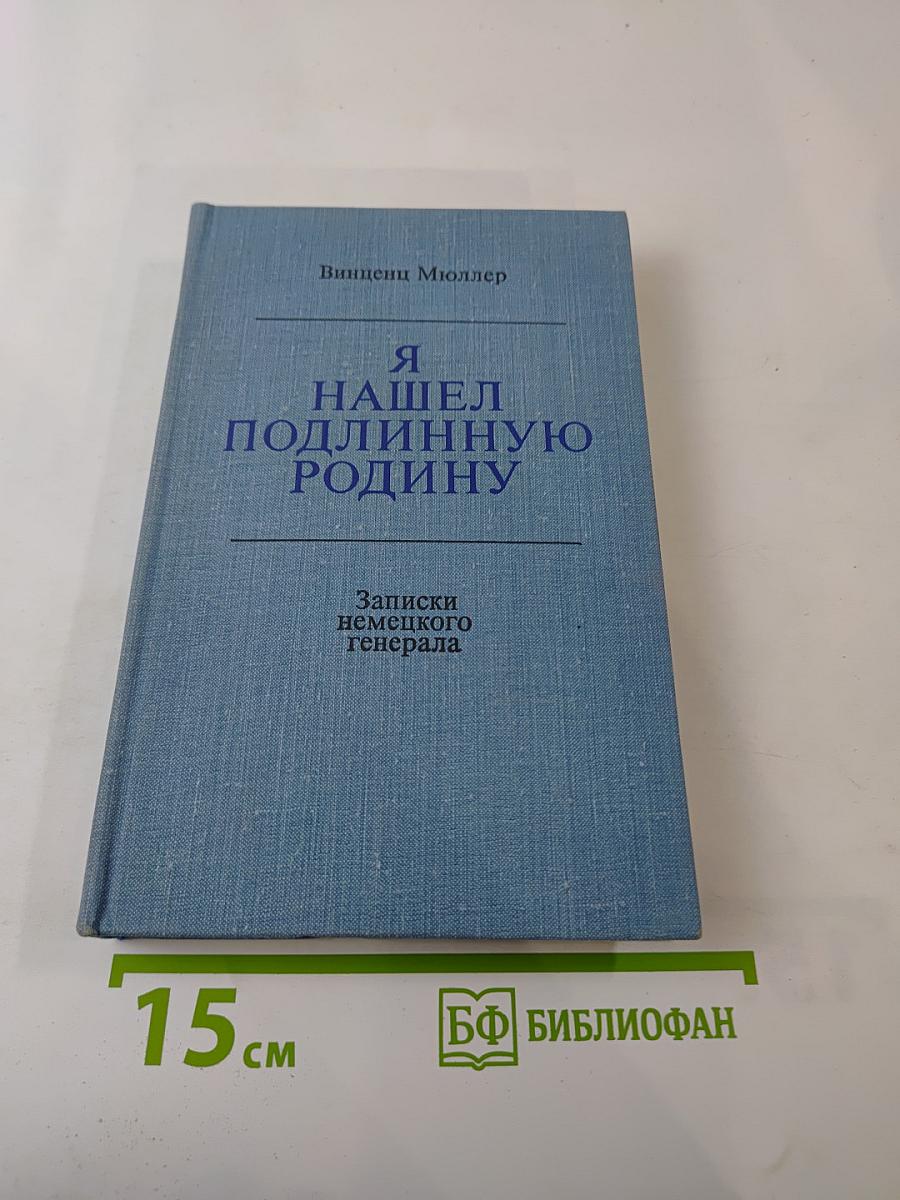 Винценц Мюллер
Я
НАШЕЛ
ПОДЛИННУЮ
РОДИНУ
Записки
немецкого
генерала
15 см
БФ БИБЛИОФАН